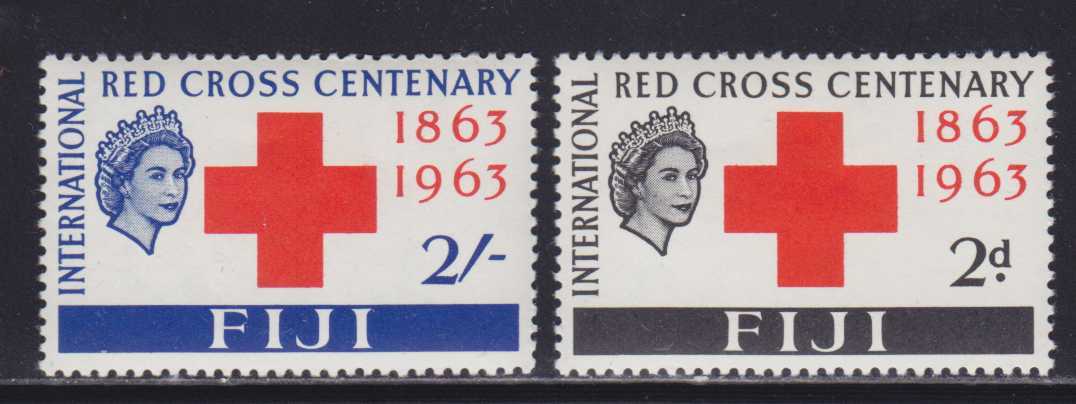 INTERNATIONAL
RED CROSS CENTENARY
1863
1963
2/-
FIJI
INTERNATIONAL
RED CROSS CENTENARY
1863
1963
2d.
FIJI